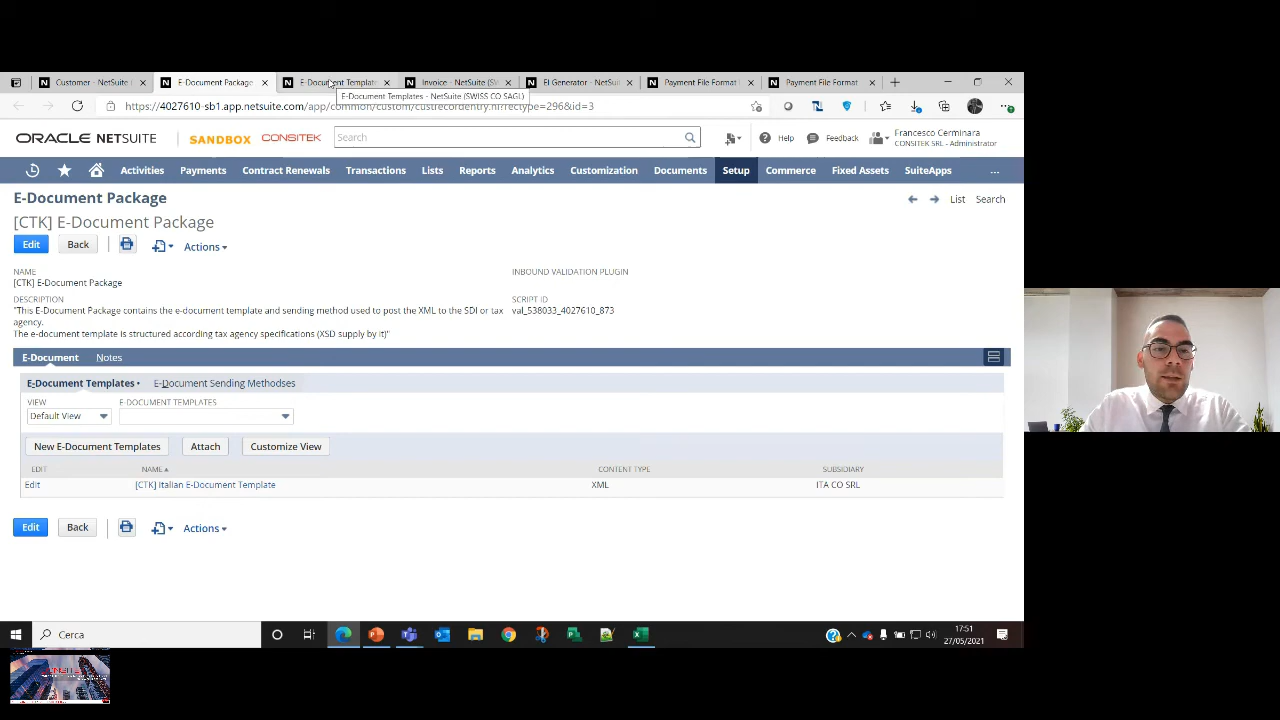 Customer - NetSuite (
E-Document Package
E-Document Template
Invoice - NetSuite (SW
EI Generator - NetSuit
Payment File Format
Payment File Format
E-Document Templates - NetSuite (SWISS CO SAGL)
https://4027610-sb1.app.netsuite.com/app/common/custom/custrecordentry.nl?rectype=296&id=3
ORACLE NETSUITE
SANDBOX
CONSITEK
Search
Help
Feedback
Francesco Cerminara
CONSITEK SRL - Administrator
Activities
Payments
Contract Renewals
Transactions
Lists
Reports
Analytics
Customization
Documents
Setup
Commerce
Fixed Assets
SuiteApps
...
E-Document Package
List
Search
[CTK] E-Document Package
Edit
Back
Actions
NAME
[CTK] E-Document Package
INBOUND VALIDATION PLUGIN
DESCRIPTION
"This E-Document Package contains the e-document template and sending method used to post the XML to the SDI or tax
agency.
The e-document template is structured according tax agency specifications (XSD supply by it)"
SCRIPT ID
val_538033_4027610_873
E-Document
Notes
E-Document Templates •
E-Document Sending Methodses
VIEW
Default View
E-DOCUMENT TEMPLATES
New E-Document Templates
Attach
Customize View
EDIT
NAME
CONTENT TYPE
SUBSIDIARY
Edit
[CTK] Italian E-Document Template
XML
ITA CO SRL
Edit
Back
Actions
Cerca
17:51
27/05/2021